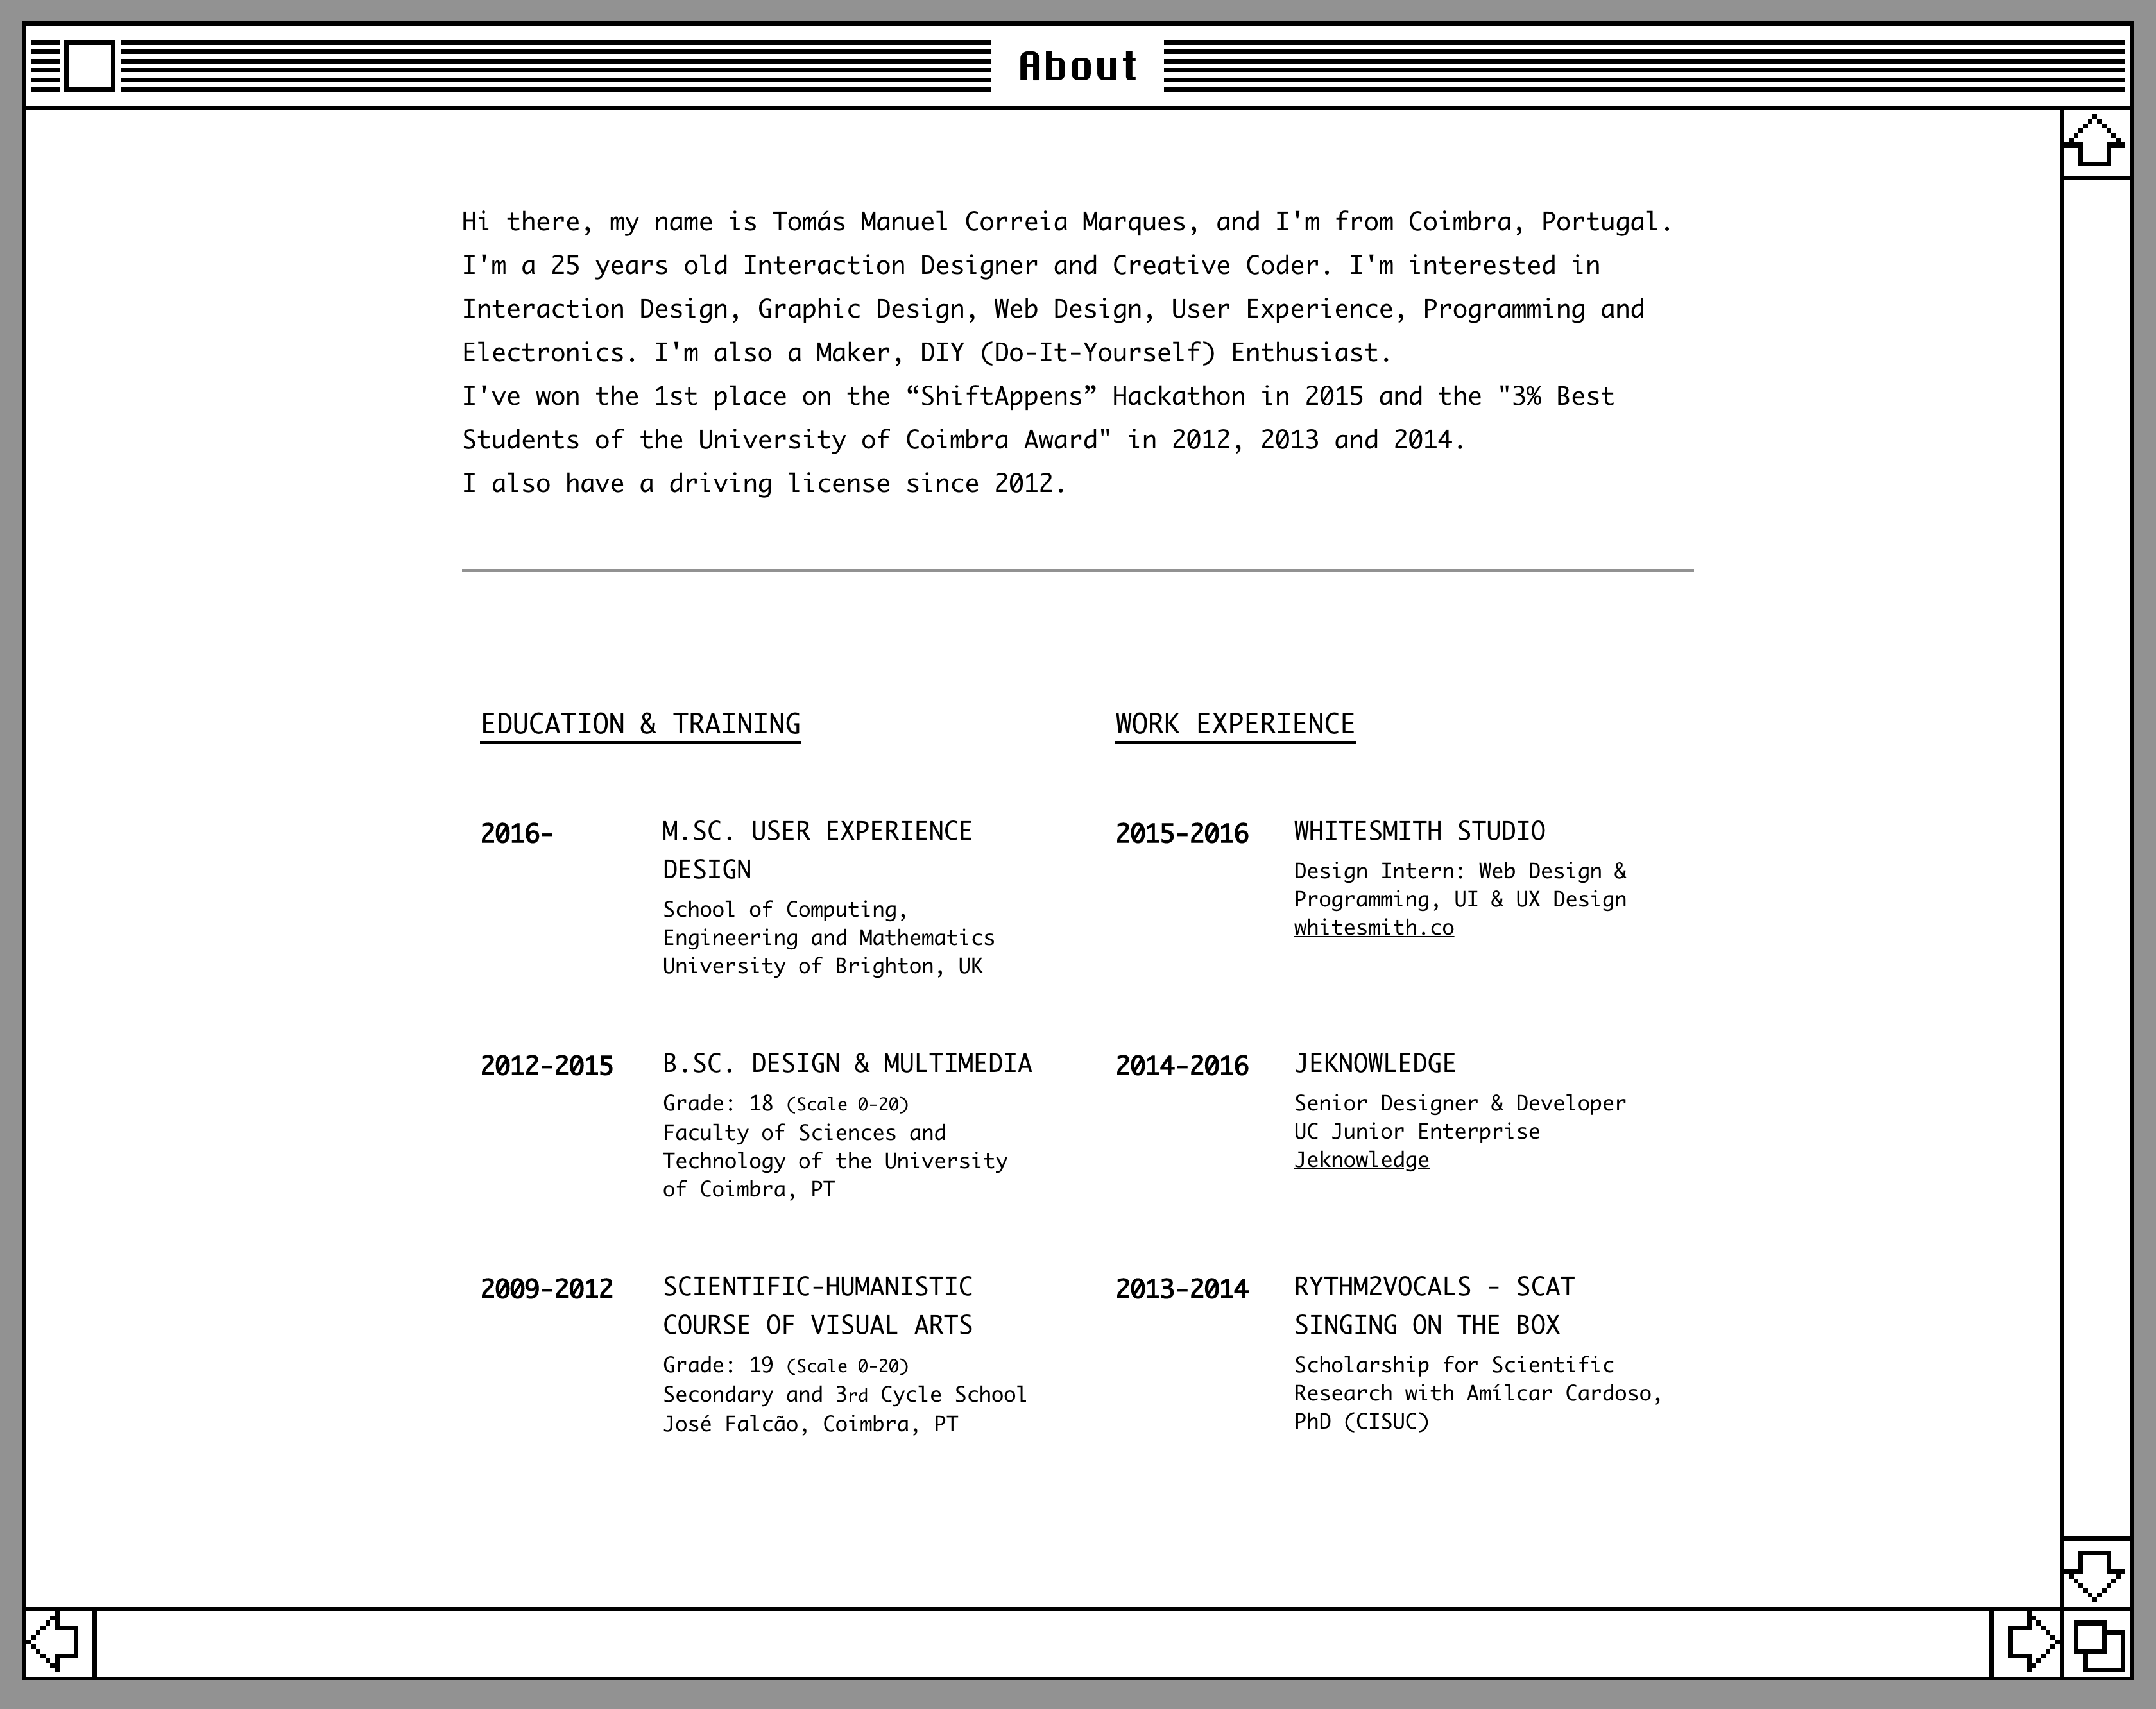 About
Hi there, my name is Tomás Manuel Correia Marques, and I'm from Coimbra, Portugal.
I'm a 25 years old Interaction Designer and Creative Coder. I'm interested in
Interaction Design, Graphic Design, Web Design, User Experience, Programming and
Electronics. I'm also a Maker, DIY (Do-It-Yourself) Enthusiast.
I've won the 1st place on the “ShiftAppens” Hackathon in 2015 and the "3% Best
Students of the University of Coimbra Award" in 2012, 2013 and 2014.
I also have a driving license since 2012.
EDUCATION & TRAINING
2016-
M.SC. USER EXPERIENCE
DESIGN
School of Computing,
Engineering and Mathematics
University of Brighton, UK
2012-2015
B.SC. DESIGN & MULTIMEDIA
Grade: 18 (Scale 0-20)
Faculty of Sciences and
Technology of the University
of Coimbra, PT
2009-2012
SCIENTIFIC-HUMANISTIC
COURSE OF VISUAL ARTS
Grade: 19 (Scale 0-20)
Secondary and 3rd Cycle School
José Falcão, Coimbra, PT
WORK EXPERIENCE
2015-2016
WHITESMITH STUDIO
Design Intern: Web Design &
Programming, UI & UX Design
whitesmith.co
2014-2016
JEKNOWLEDGE
Senior Designer & Developer
UC Junior Enterprise
Jeknowledge
2013-2014
RYTHM2VOCALS - SCAT
SINGING ON THE BOX
Scholarship for Scientific
Research with Amílcar Cardoso,
PhD (CISUC)